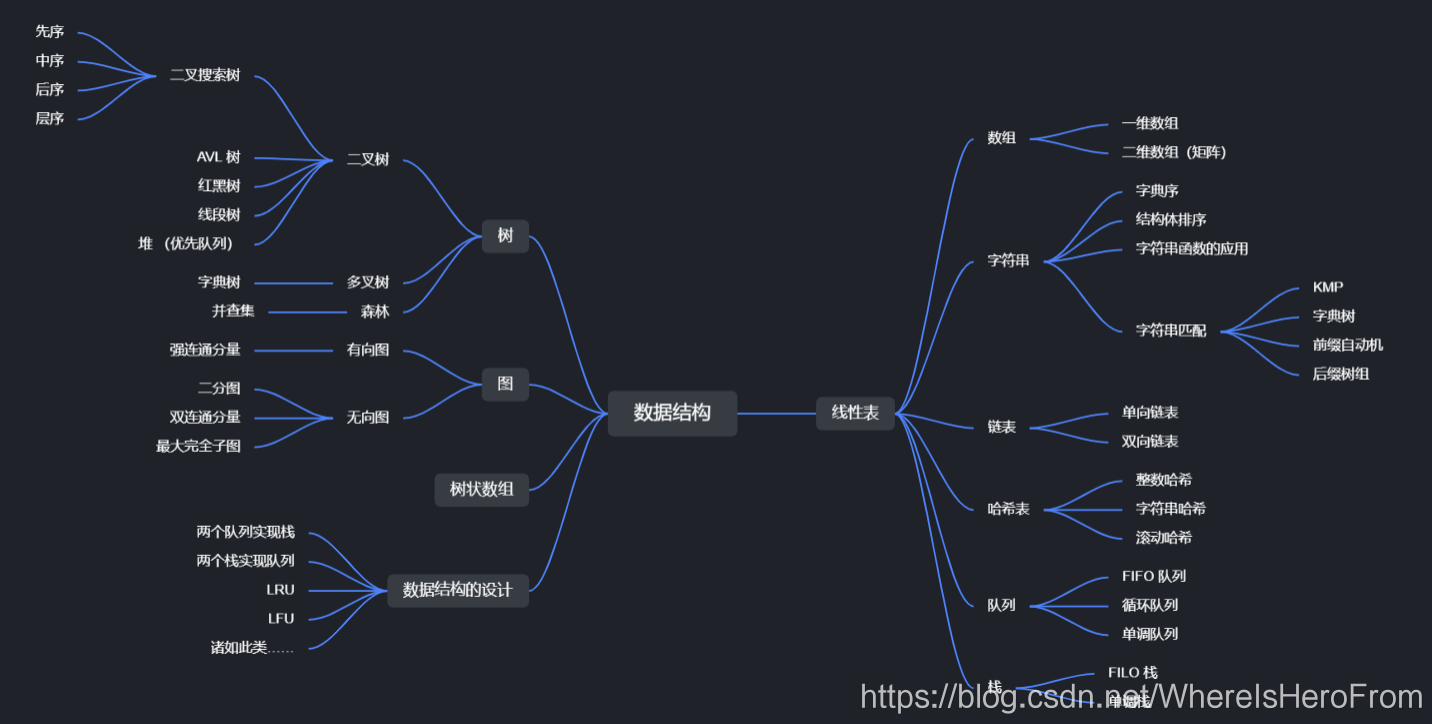 数据结构
树
二叉树
二叉搜索树
先序
中序
后序
层序
AVL 树
红黑树
线段树
堆 （优先队列）
多叉树
字典树
森林
并查集
图
有向图
强连通分量
无向图
二分图
双连通分量
最大完全子图
树状数组
数据结构的设计
两个队列实现栈
两个栈实现队列
LRU
LFU
诸如此类……
线性表
数组
一维数组
二维数组（矩阵）
字符串
字典序
结构体排序
字符串函数的应用
字符串匹配
KMP
字典树
前缀自动机
后缀树组
链表
单向链表
双向链表
哈希表
整数哈希
字符串哈希
滚动哈希
队列
FIFO 队列
循环队列
单调队列
栈
FILO 栈
单调栈
https://blog.csdn.net/WhereIsHeroFrom